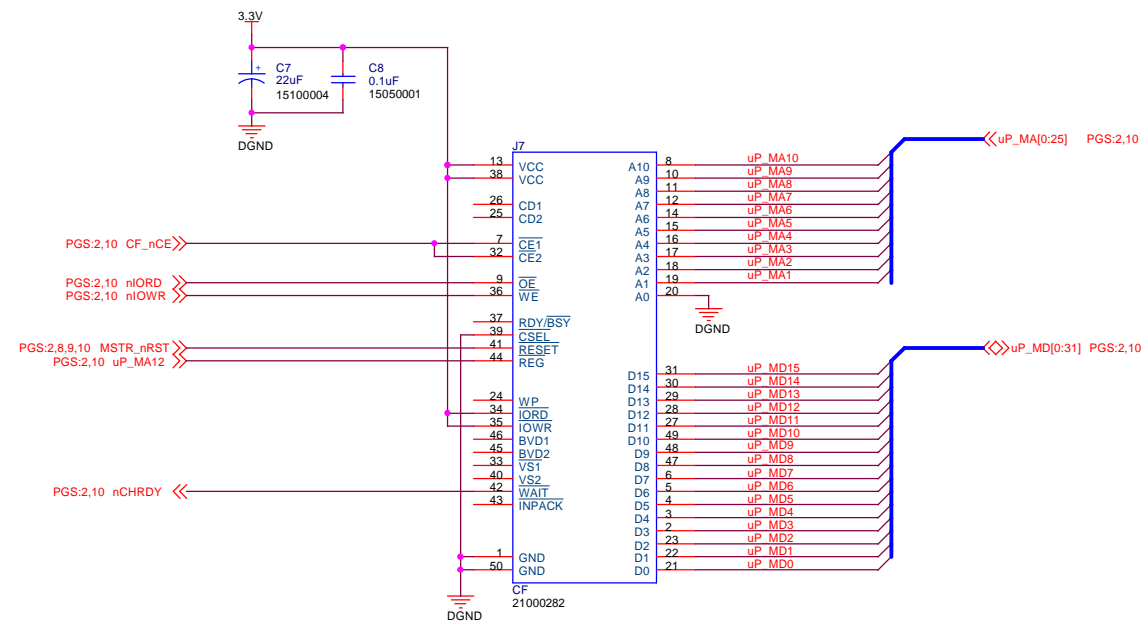 3.3V
C7
22uF
15100004
C8
0.1uF
15050001
+
DGND
J7
13 VCC
38 VCC
26 CD1
25 CD2
PGS:2,10 CF_nCE 7 CE1
32 CE2
PGS:2,10 nIORD 9 OE
PGS:2,10 nIOWR 36 WE
37 RDY/BSY
39 CSEL
PGS:2,8,9,10 MSTR_nRST 41 RESET
PGS:2,10 uP_MA12 44 REG
24 WP
34 IORD
35 IOWR
46 BVD1
45 BVD2
33 VS1
40 VS2
PGS:2,10 nCHRDY 42 WAIT
43 INPACK
1 GND
50 GND
DGND
CF
21000282
uP_MA[0:25] PGS:2,10
A10 8 uP_MA10
A9 10 uP_MA9
A8 11 uP_MA8
A7 12 uP_MA7
A6 14 uP_MA6
A5 15 uP_MA5
A4 16 uP_MA4
A3 17 uP_MA3
A2 18 uP_MA2
A1 19 uP_MA1
A0 20
DGND
uP_MD[0:31] PGS:2,10
D15 31 uP_MD15
D14 30 uP_MD14
D13 29 uP_MD13
D12 28 uP_MD12
D11 27 uP_MD11
D10 49 uP_MD10
D9 48 uP_MD9
D8 47 uP_MD8
D7 6 uP_MD7
D6 5 uP_MD6
D5 4 uP_MD5
D4 3 uP_MD4
D3 2 uP_MD3
D2 23 uP_MD2
D1 22 uP_MD1
D0 21 uP_MD0